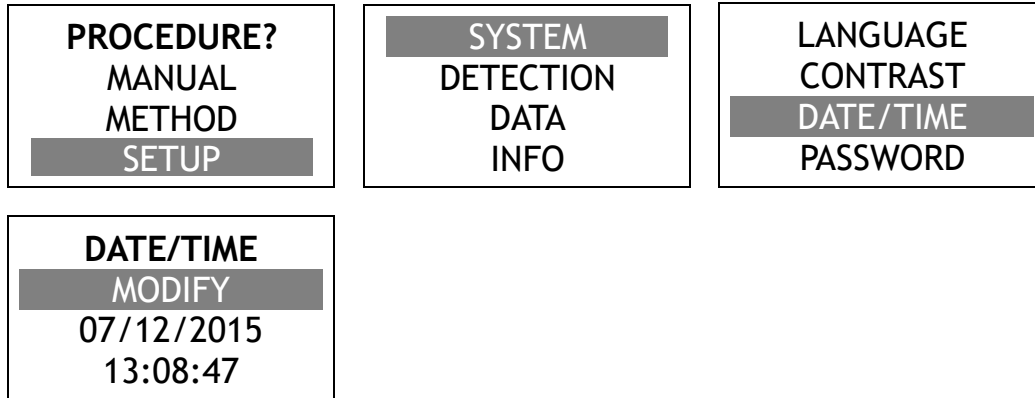 PROCEDURE?
MANUAL
METHOD
SETUP
SYSTEM
DETECTION
DATA
INFO
LANGUAGE
CONTRAST
DATE/TIME
PASSWORD
DATE/TIME
MODIFY
07/12/2015
13:08:47